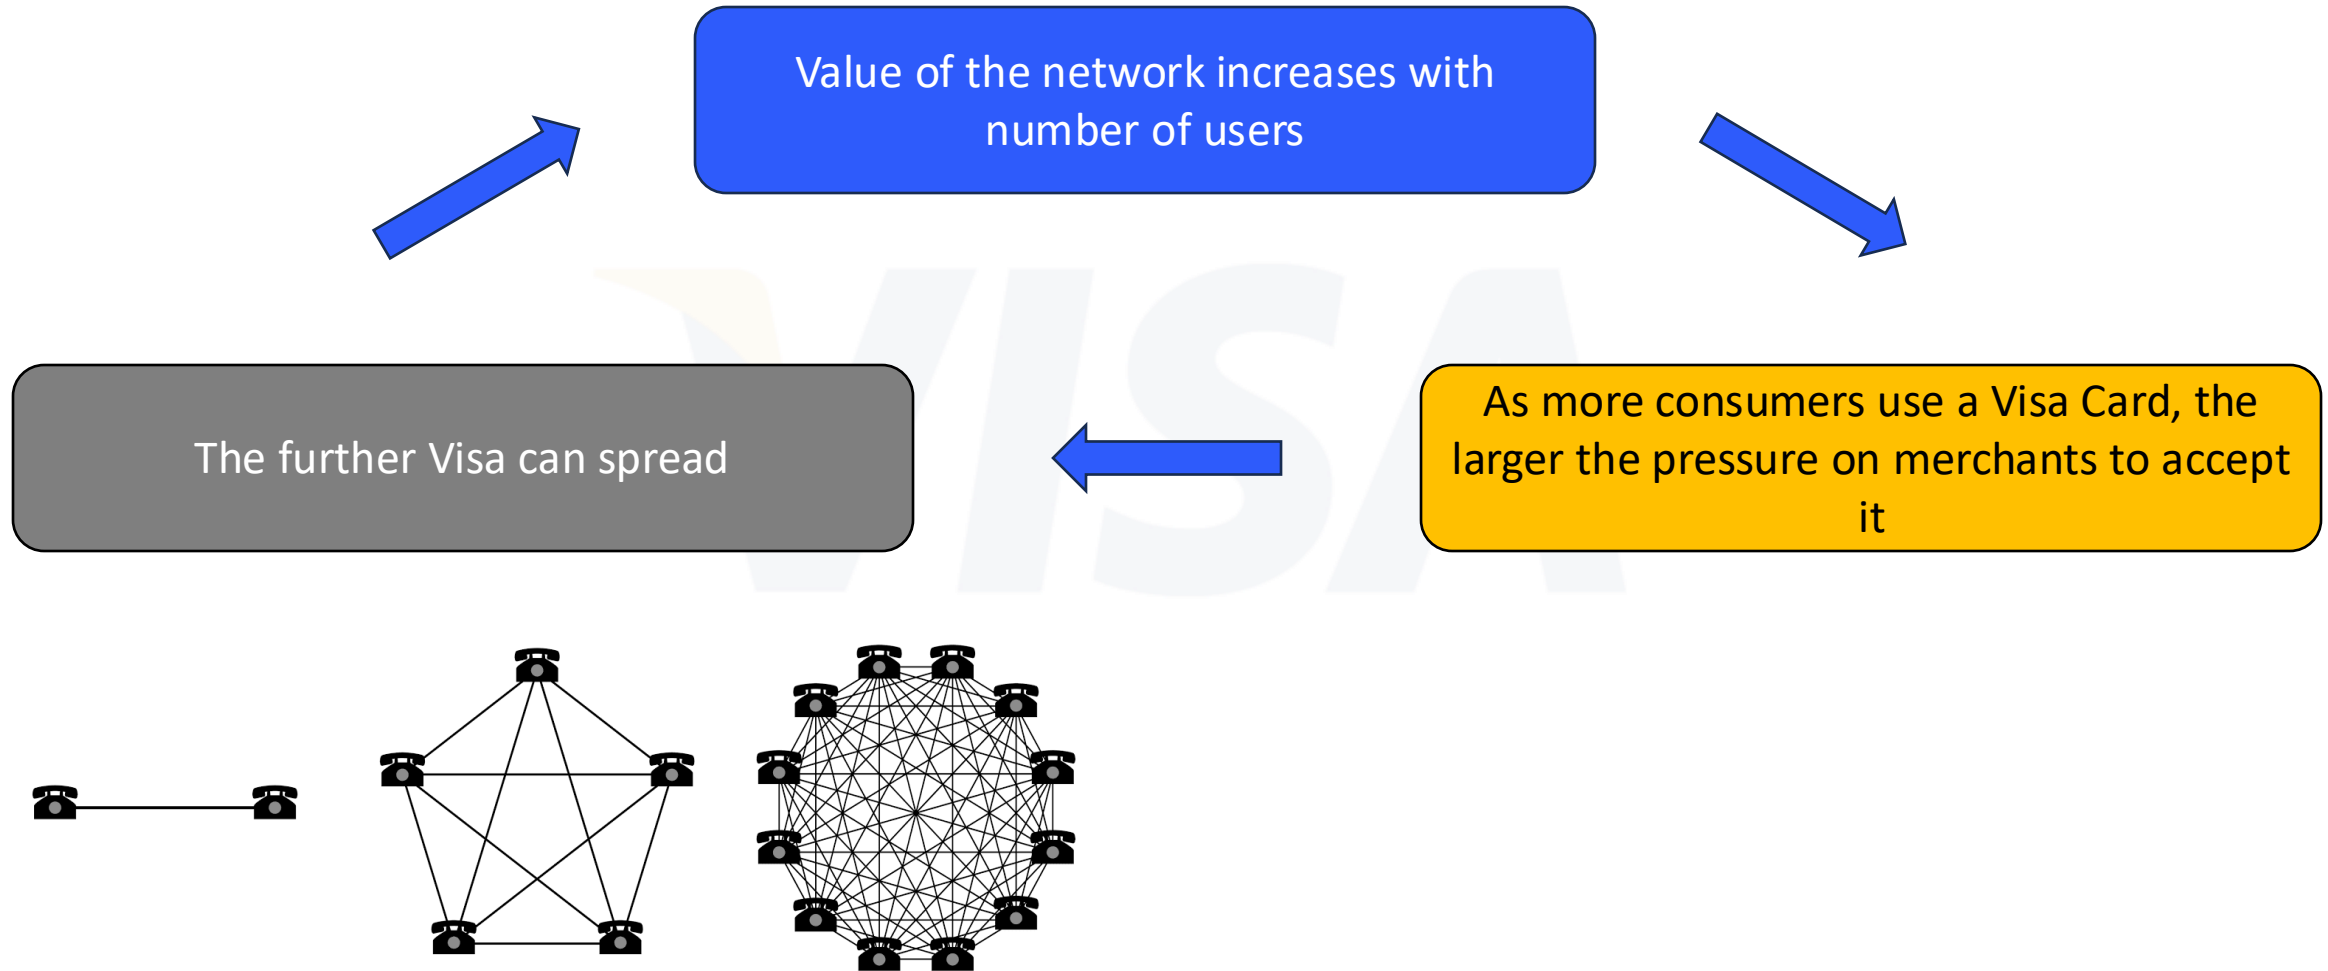 Value of the network increases with
number of users
VISA
The further Visa can spread
As more consumers use a Visa Card, the
larger the pressure on merchants to accept
it